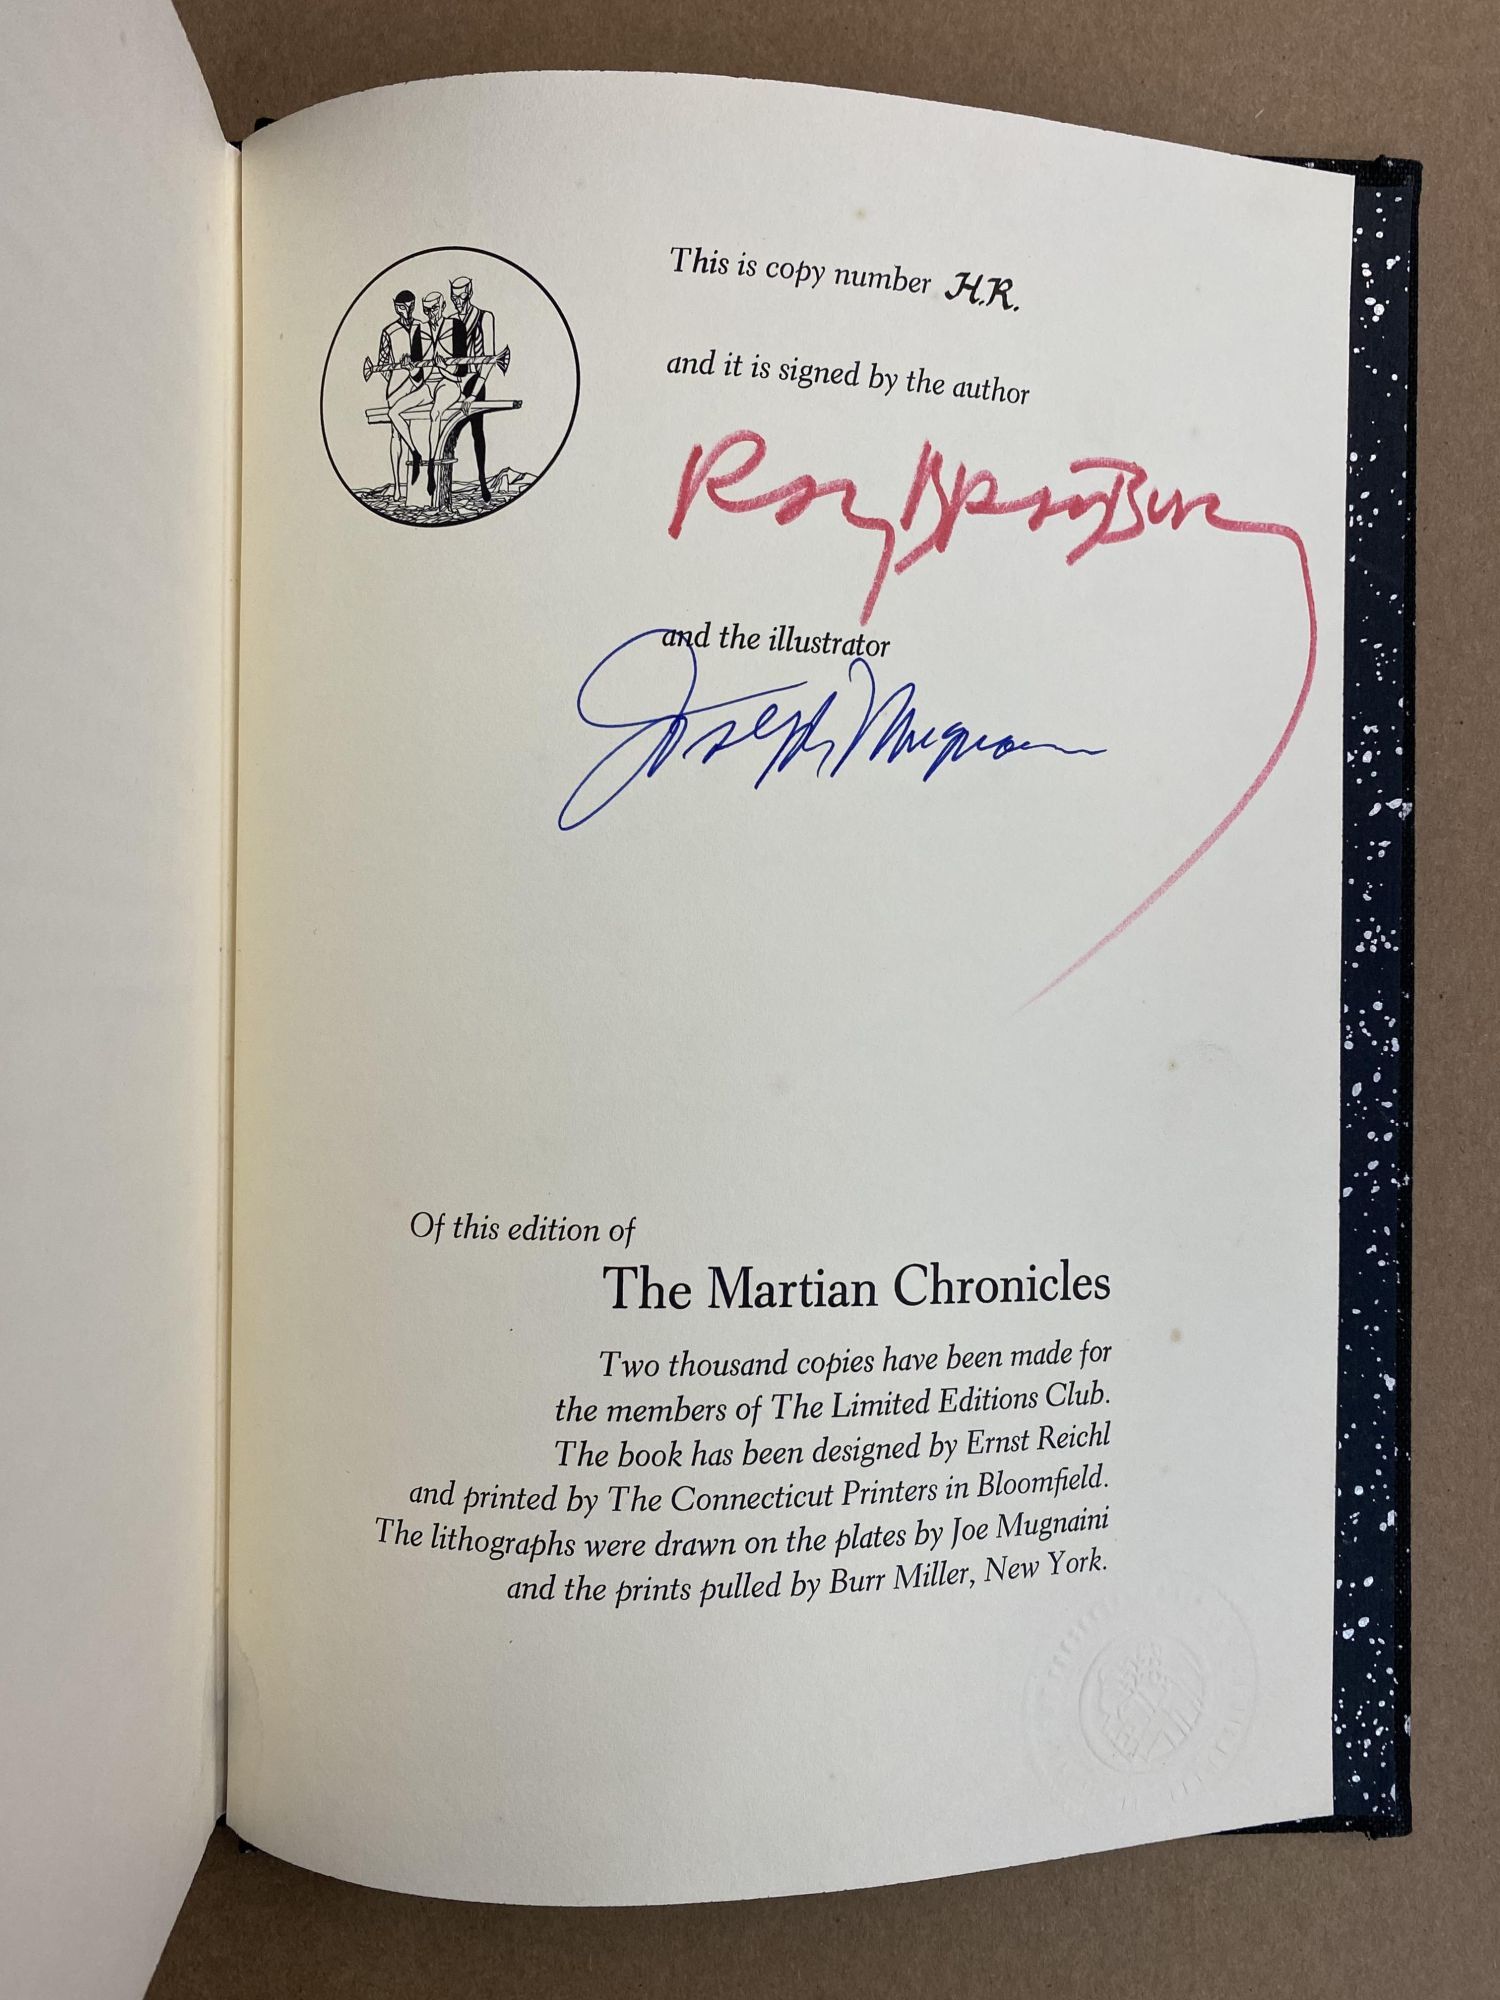 This is copy number H.R.
and it is signed by the author
Ray Bradbury
and the illustrator
Joseph Mugnaini
Of this edition of
The Martian Chronicles
Two thousand copies have been made for
the members of The Limited Editions Club.
The book has been designed by Ernst Reichl
and printed by The Connecticut Printers in Bloomfield.
The lithographs were drawn on the plates by Joe Mugnaini
and the prints pulled by Burr Miller, New York.